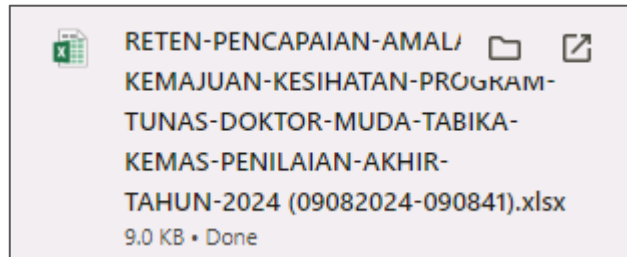 RETEN-PENCAPAIAN-AMALA
KEMAJUAN-KESIHATAN-PROGRAM-
TUNAS-DOKTOR-MUDA-TABIKA-
KEMAS-PENILAIAN-AKHIR-
TAHUN-2024 (09082024-090841).xlsx
9.0 KB • Done